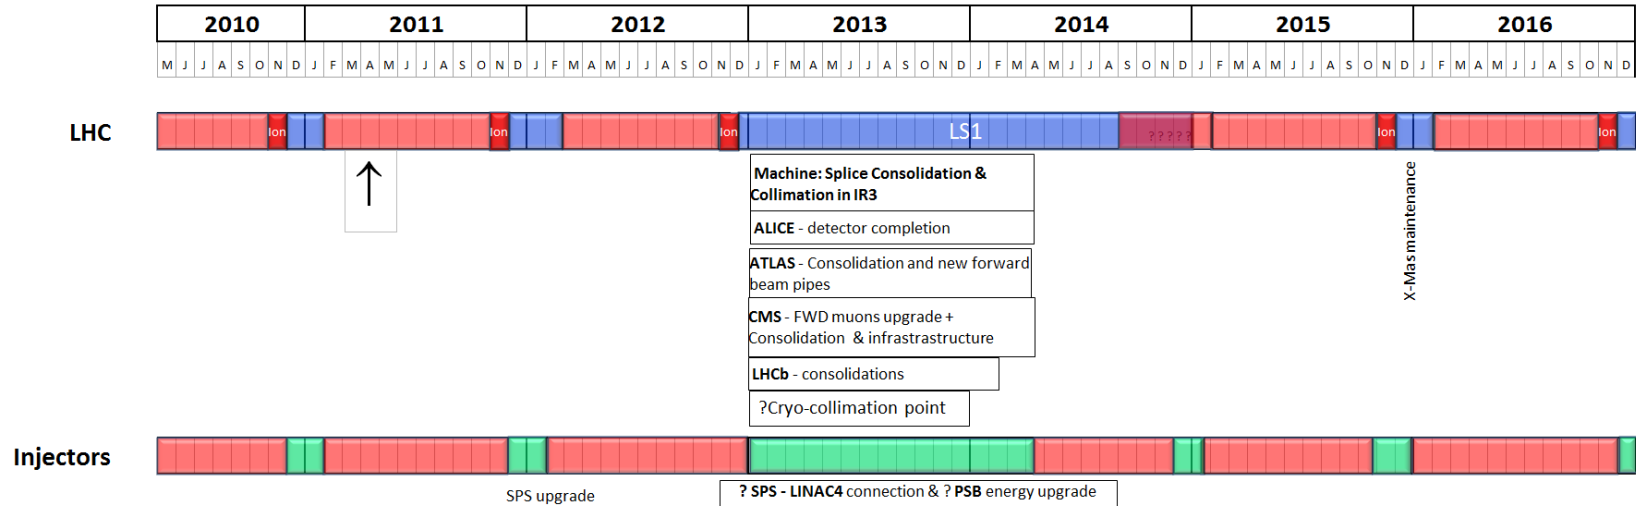 2010 2011 2012 2013 2014 2015 2016
M J J A S O N D J F M A M J J A S O N D J F M A M J J A S O N D J F M A M J J A S O N D J F M A M J J A S O N D J F M A M J J A S O N D J F M A M J J A S O N D
LHC Ion Ion Ion LS1 ????? Ion Ion
Machine: Splice Consolidation &
Collimation in IR3
ALICE - detector completion
ATLAS - Consolidation and new forward
beam pipes
CMS - FWD muons upgrade +
Consolidation & infrastrastructure
LHCb - consolidations
?Cryo-collimation point
X-Mas maintenance
Injectors
SPS upgrade
? SPS - LINAC4 connection & ? PSB energy upgrade